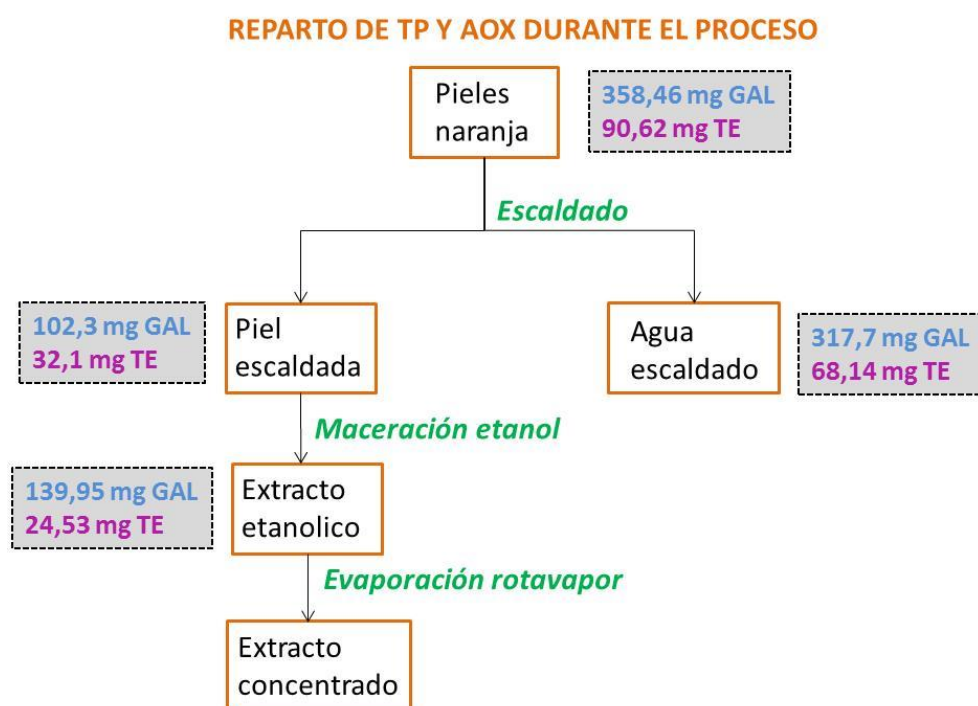 REPARTO DE TP Y AOX DURANTE EL PROCESO
Pieles
naranja
358,46 mg GAL
90,62 mg TE
Escaldado
102,3 mg GAL
32,1 mg TE
Piel
escaldada
Agua
escaldado
317,7 mg GAL
68,14 mg TE
Maceración etanol
139,95 mg GAL
24,53 mg TE
Extracto
etanolico
Evaporación rotavapor
Extracto
concentrado